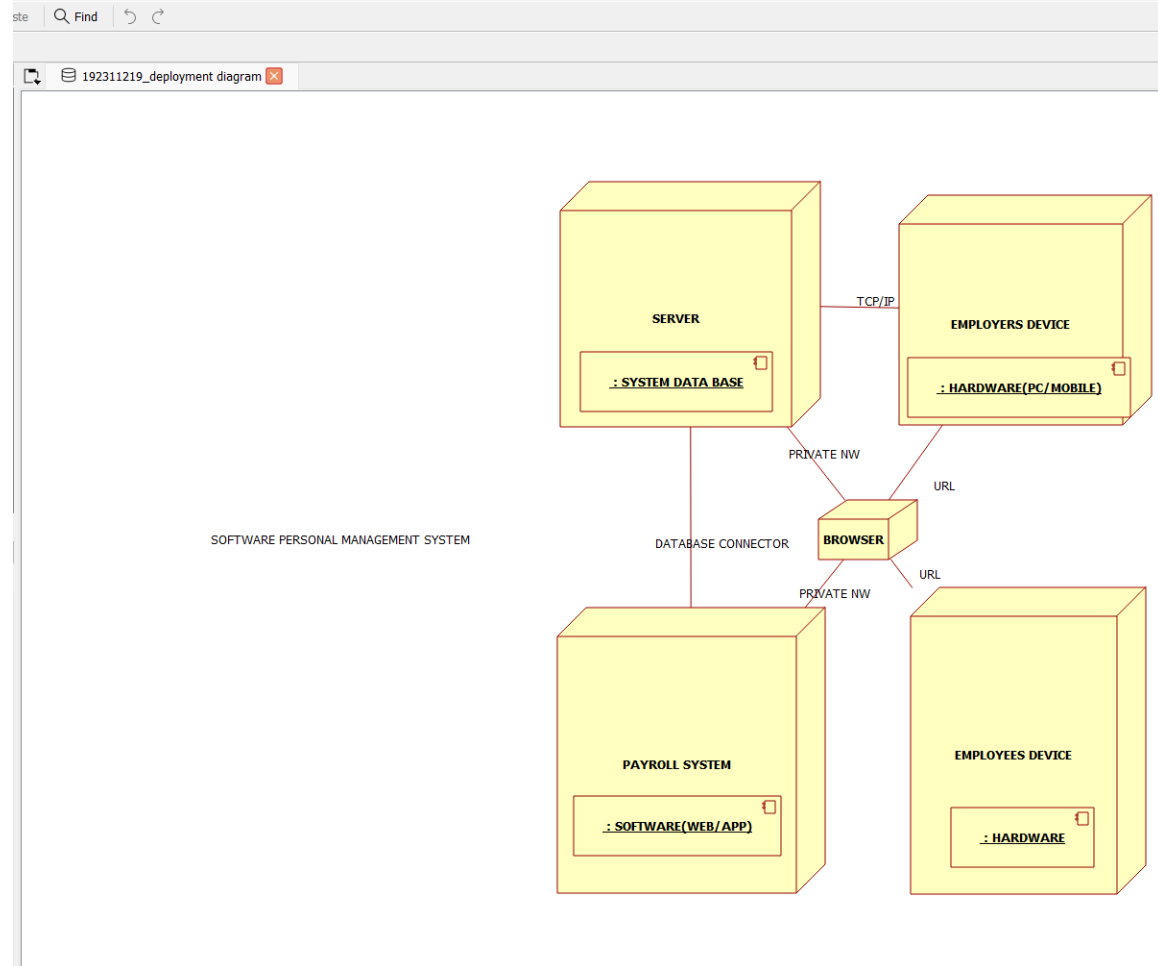 ste Find
192311219_deployment diagram
SERVER
: SYSTEM DATA BASE
TCP/IP
EMPLOYERS DEVICE
: HARDWARE(PC/MOBILE)
PRIVATE NW
URL
SOFTWARE PERSONAL MANAGEMENT SYSTEM
DATABASE CONNECTOR
BROWSER
URL
PRIVATE NW
PAYROLL SYSTEM
: SOFTWARE(WEB/APP)
EMPLOYEES DEVICE
: HARDWARE